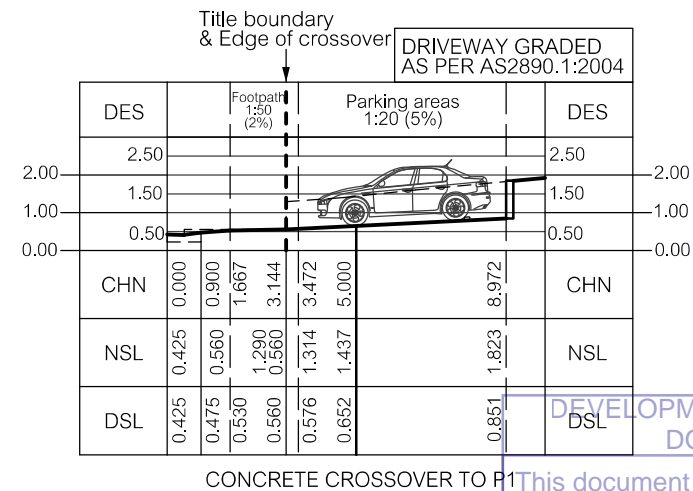 Title boundary
& Edge of crossover
DRIVEWAY GRADED
AS PER AS2890.1:2004
DES
Footpath
1:50
(2%)
Parking areas
1:20 (5%)
DES
2.50
2.50
2.00
2.00
1.50
1.50
1.00
1.00
0.50
0.50
0.00
0.00
CHN 0.000 0.900 1.667 3.144 3.472 5.000 8.972 CHN
NSL 0.425 0.560 1.290 0.560 1.314 1.437 1.823 NSL
DSL 0.425 0.475 0.530 0.560 0.576 0.652 0.851 DSL
DEVELOPM
DO
CONCRETE CROSSOVER TO P1
This document